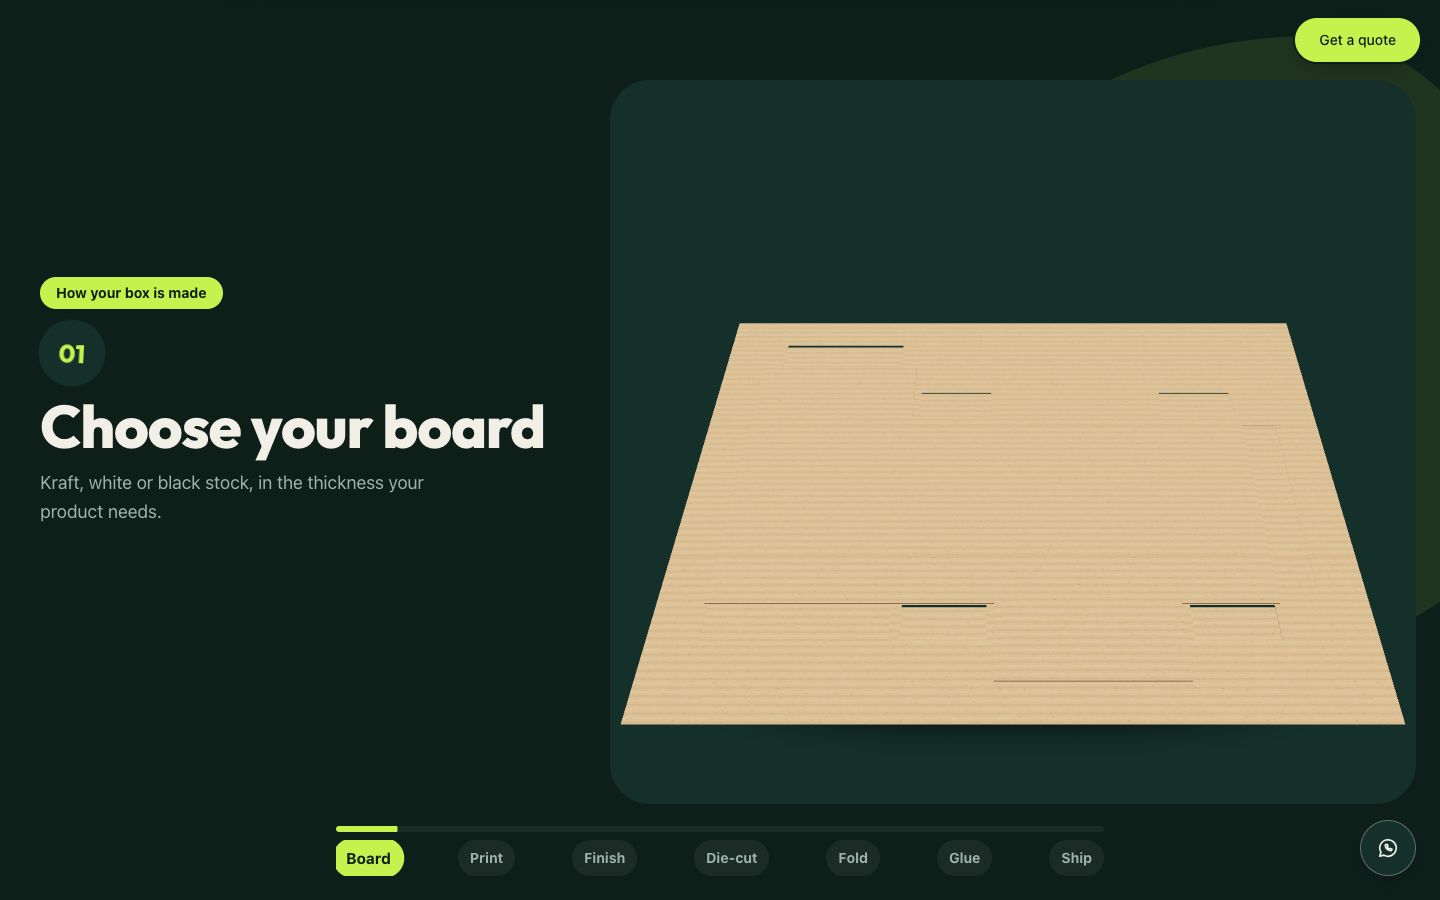 Get a quote
How your box is made
01
Choose your board
Kraft, white or black stock, in the thickness your
product needs.
Board
Print
Finish
Die-cut
Fold
Glue
Ship